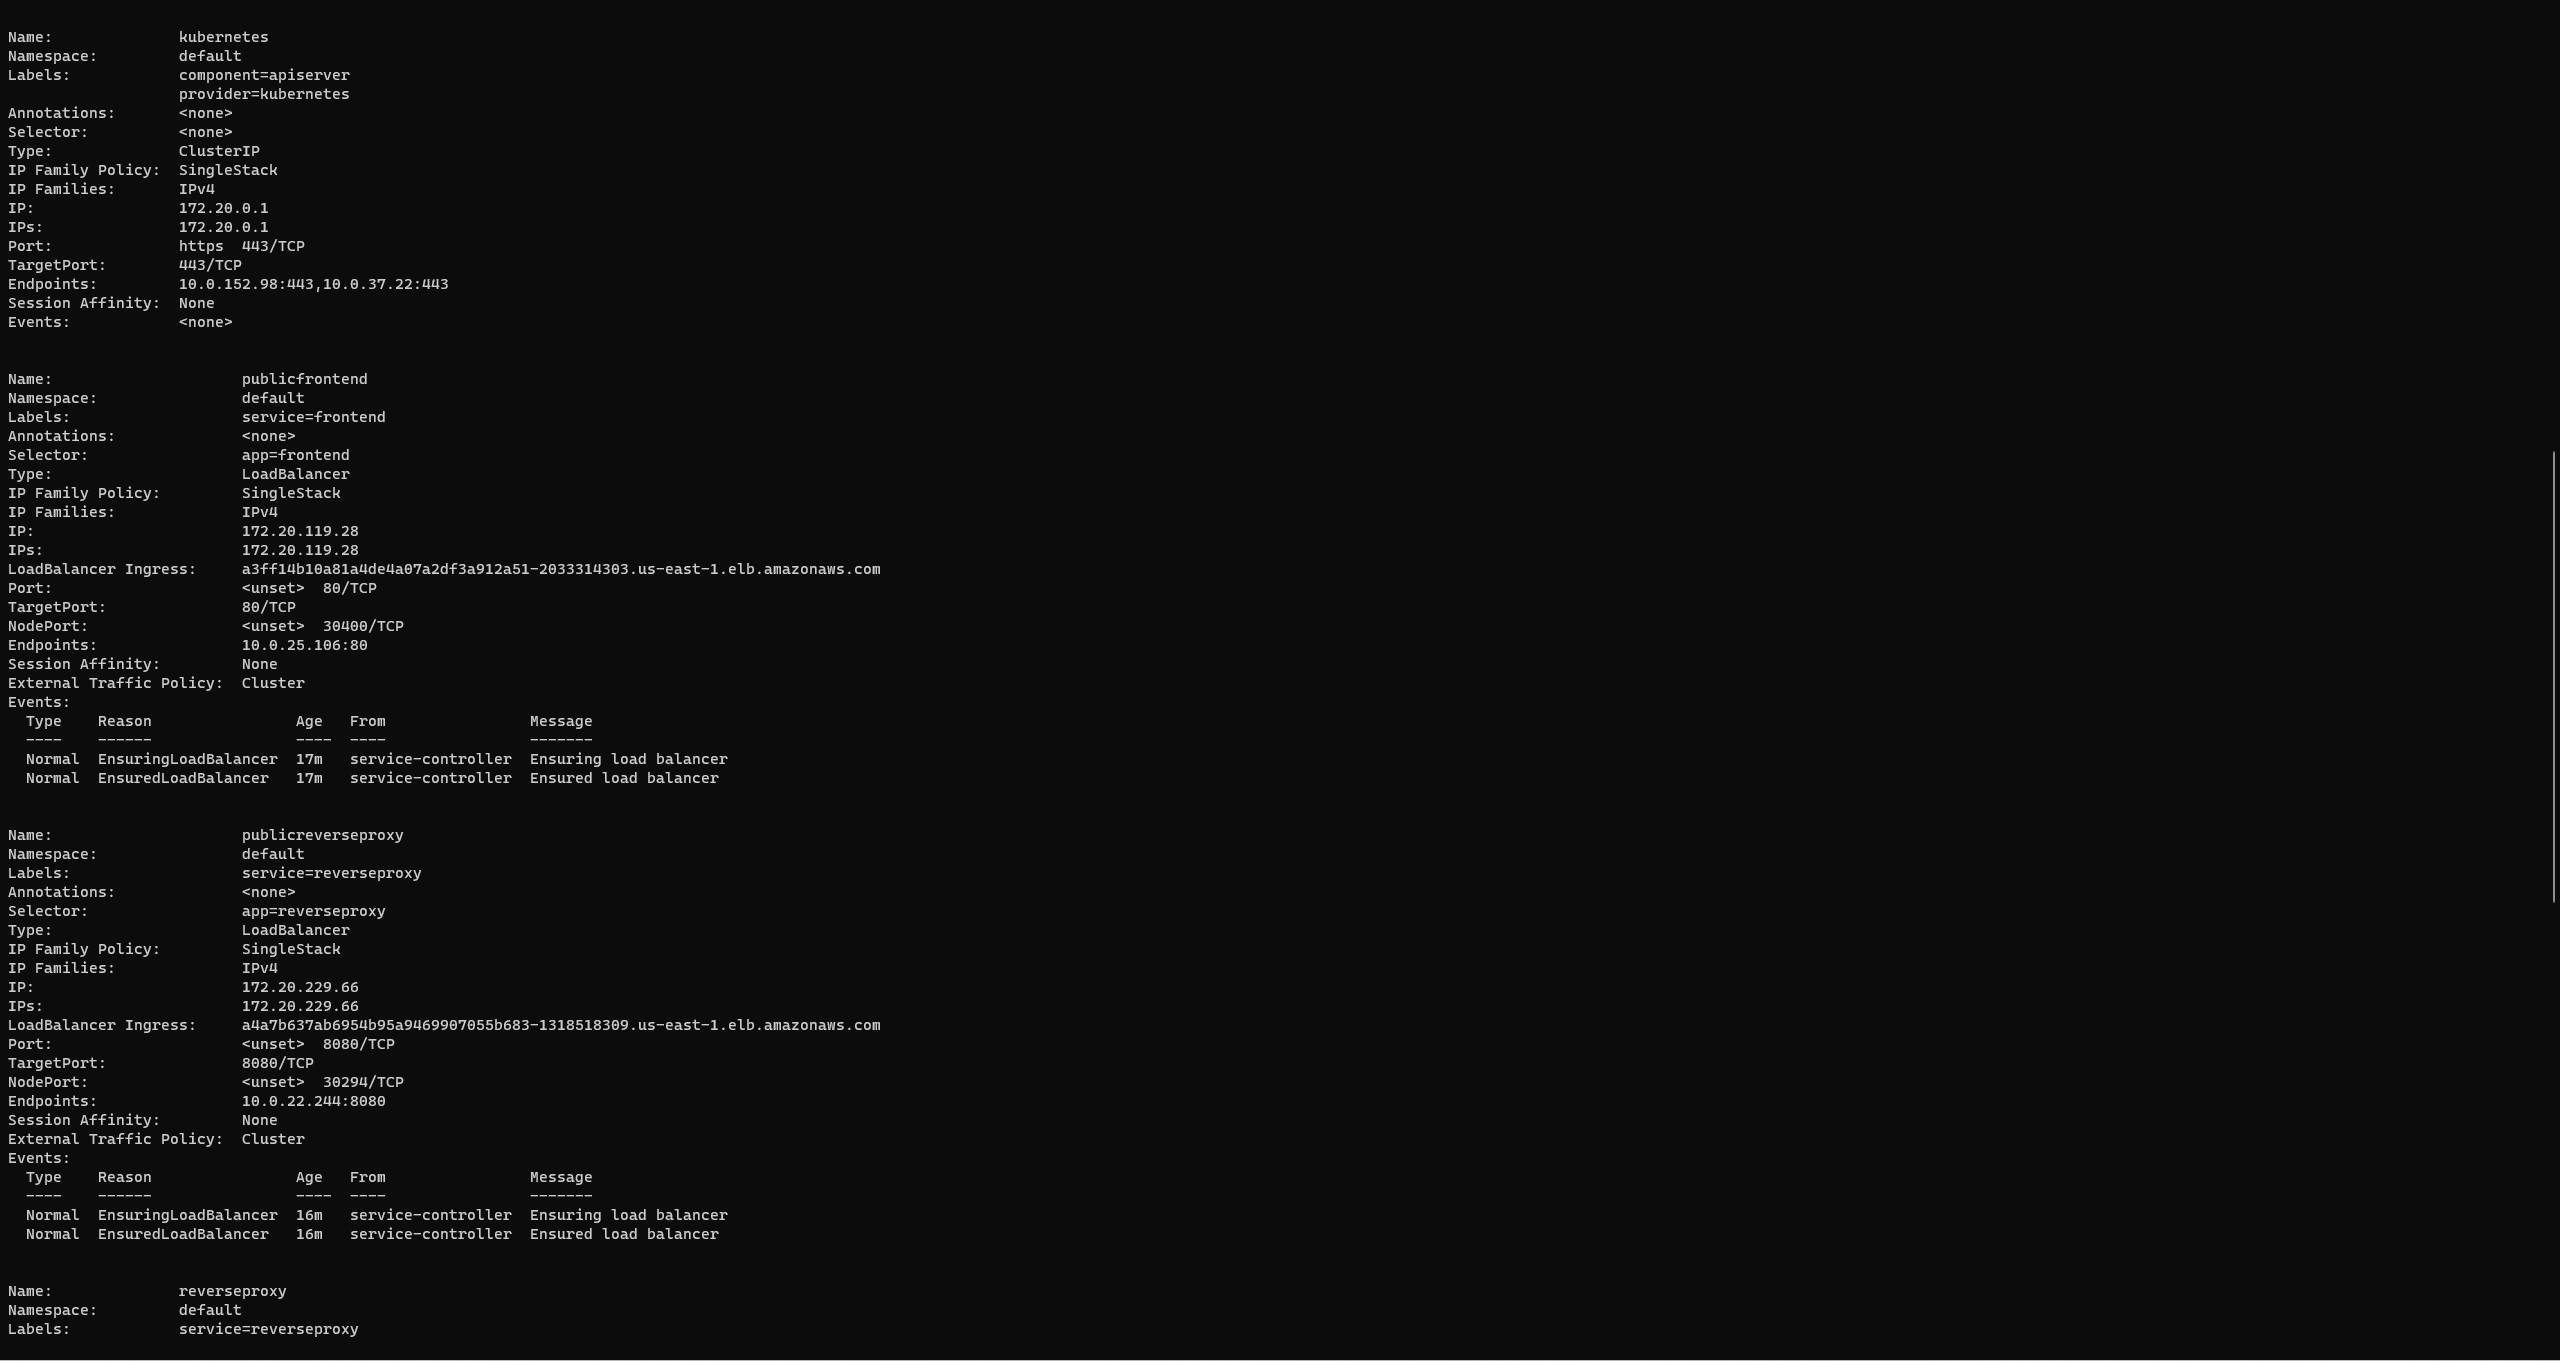 Name:              kubernetes
Namespace:         default
Labels:            component=apiserver
                   provider=kubernetes
Annotations:       <none>
Selector:          <none>
Type:              ClusterIP
IP Family Policy:  SingleStack
IP Families:       IPv4
IP:                172.20.0.1
IPs:               172.20.0.1
Port:              https  443/TCP
TargetPort:        443/TCP
Endpoints:         10.0.152.98:443,10.0.37.22:443
Session Affinity:  None
Events:            <none>
Name:                     publicfrontend
Namespace:                default
Labels:                   service=frontend
Annotations:              <none>
Selector:                 app=frontend
Type:                     LoadBalancer
IP Family Policy:         SingleStack
IP Families:              IPv4
IP:                       172.20.119.28
IPs:                      172.20.119.28
LoadBalancer Ingress:     a3ff14b10a81a4de4a07a2df3a912a51-2033314303.us-east-1.elb.amazonaws.com
Port:                     <unset>  80/TCP
TargetPort:               80/TCP
NodePort:                 <unset>  30400/TCP
Endpoints:                10.0.25.106:80
Session Affinity:         None
External Traffic Policy:  Cluster
Events:
  Type    Reason                Age   From                Message
  ----    ------                ----  ----                -------
  Normal  EnsuringLoadBalancer  17m   service-controller  Ensuring load balancer
  Normal  EnsuredLoadBalancer   17m   service-controller  Ensured load balancer
Name:                     publicreverseproxy
Namespace:                default
Labels:                   service=reverseproxy
Annotations:              <none>
Selector:                 app=reverseproxy
Type:                     LoadBalancer
IP Family Policy:         SingleStack
IP Families:              IPv4
IP:                       172.20.229.66
IPs:                      172.20.229.66
LoadBalancer Ingress:     a4a7b637ab6954b95a9469907055b683-1318518309.us-east-1.elb.amazonaws.com
Port:                     <unset>  8080/TCP
TargetPort:               8080/TCP
NodePort:                 <unset>  30294/TCP
Endpoints:                10.0.22.244:8080
Session Affinity:         None
External Traffic Policy:  Cluster
Events:
  Type    Reason                Age   From                Message
  ----    ------                ----  ----                -------
  Normal  EnsuringLoadBalancer  16m   service-controller  Ensuring load balancer
  Normal  EnsuredLoadBalancer   16m   service-controller  Ensured load balancer
Name:              reverseproxy
Namespace:         default
Labels:            service=reverseproxy